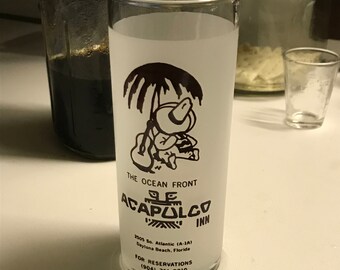 THE OCEAN FRONT
ACAPULCO
INN
2505 So. Atlantic (A-1A)
Daytona Beach, Florida
FOR RESERVATIONS